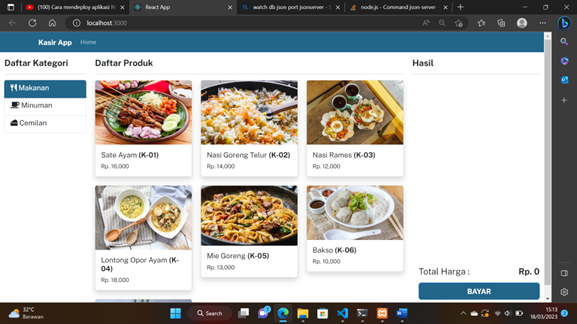 (100) Cara mendeploy aplikasi R
React App
watch db json port jsonserver - S
node.js - Command json-server
localhost:3000
Kasir App
Home
Daftar Kategori
Daftar Produk
Hasil
Makanan
Minuman
Cemilan
Sate Ayam (K-01)
Rp. 16,000
Nasi Goreng Telur (K-02)
Rp. 14,000
Nasi Rames (K-03)
Rp. 12,000
Lontong Opor Ayam (K-
04)
Rp. 18,000
Mie Goreng (K-05)
Rp. 13,000
Bakso (K-06)
Rp. 10,000
Total Harga :
Rp. 0
BAYAR
32°C
Berawan
Search
15:13
18/03/2023